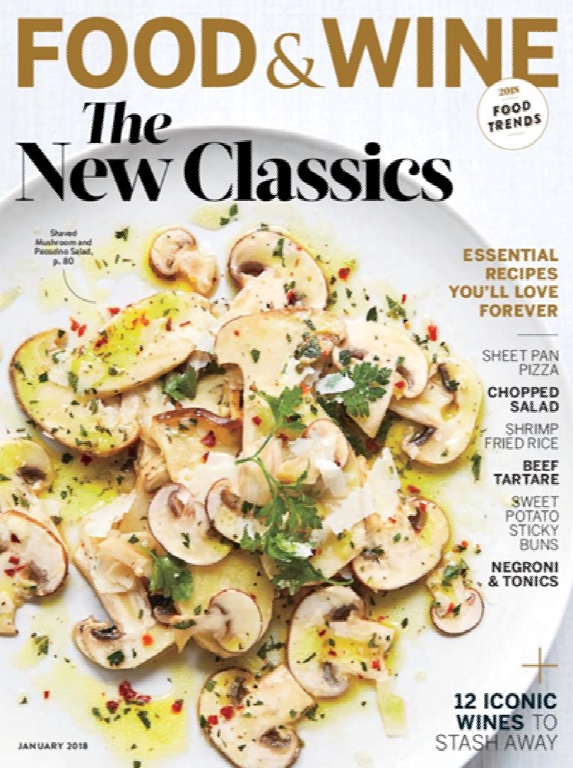 FOOD & WINE
2018
FOOD
TRENDS
The
New Classics
Shaved
Mushroom and
Pecorino Salad,
p. 80
ESSENTIAL
RECIPES
YOU'LL LOVE
FOREVER
SHEET PAN
PIZZA
CHOPPED
SALAD
SHRIMP
FRIED RICE
BEEF
TARTARE
SWEET
POTATO
STICKY
BUNS
NEGRONI
& TONICS
+
12 ICONIC
WINES TO
STASH AWAY
JANUARY 2018